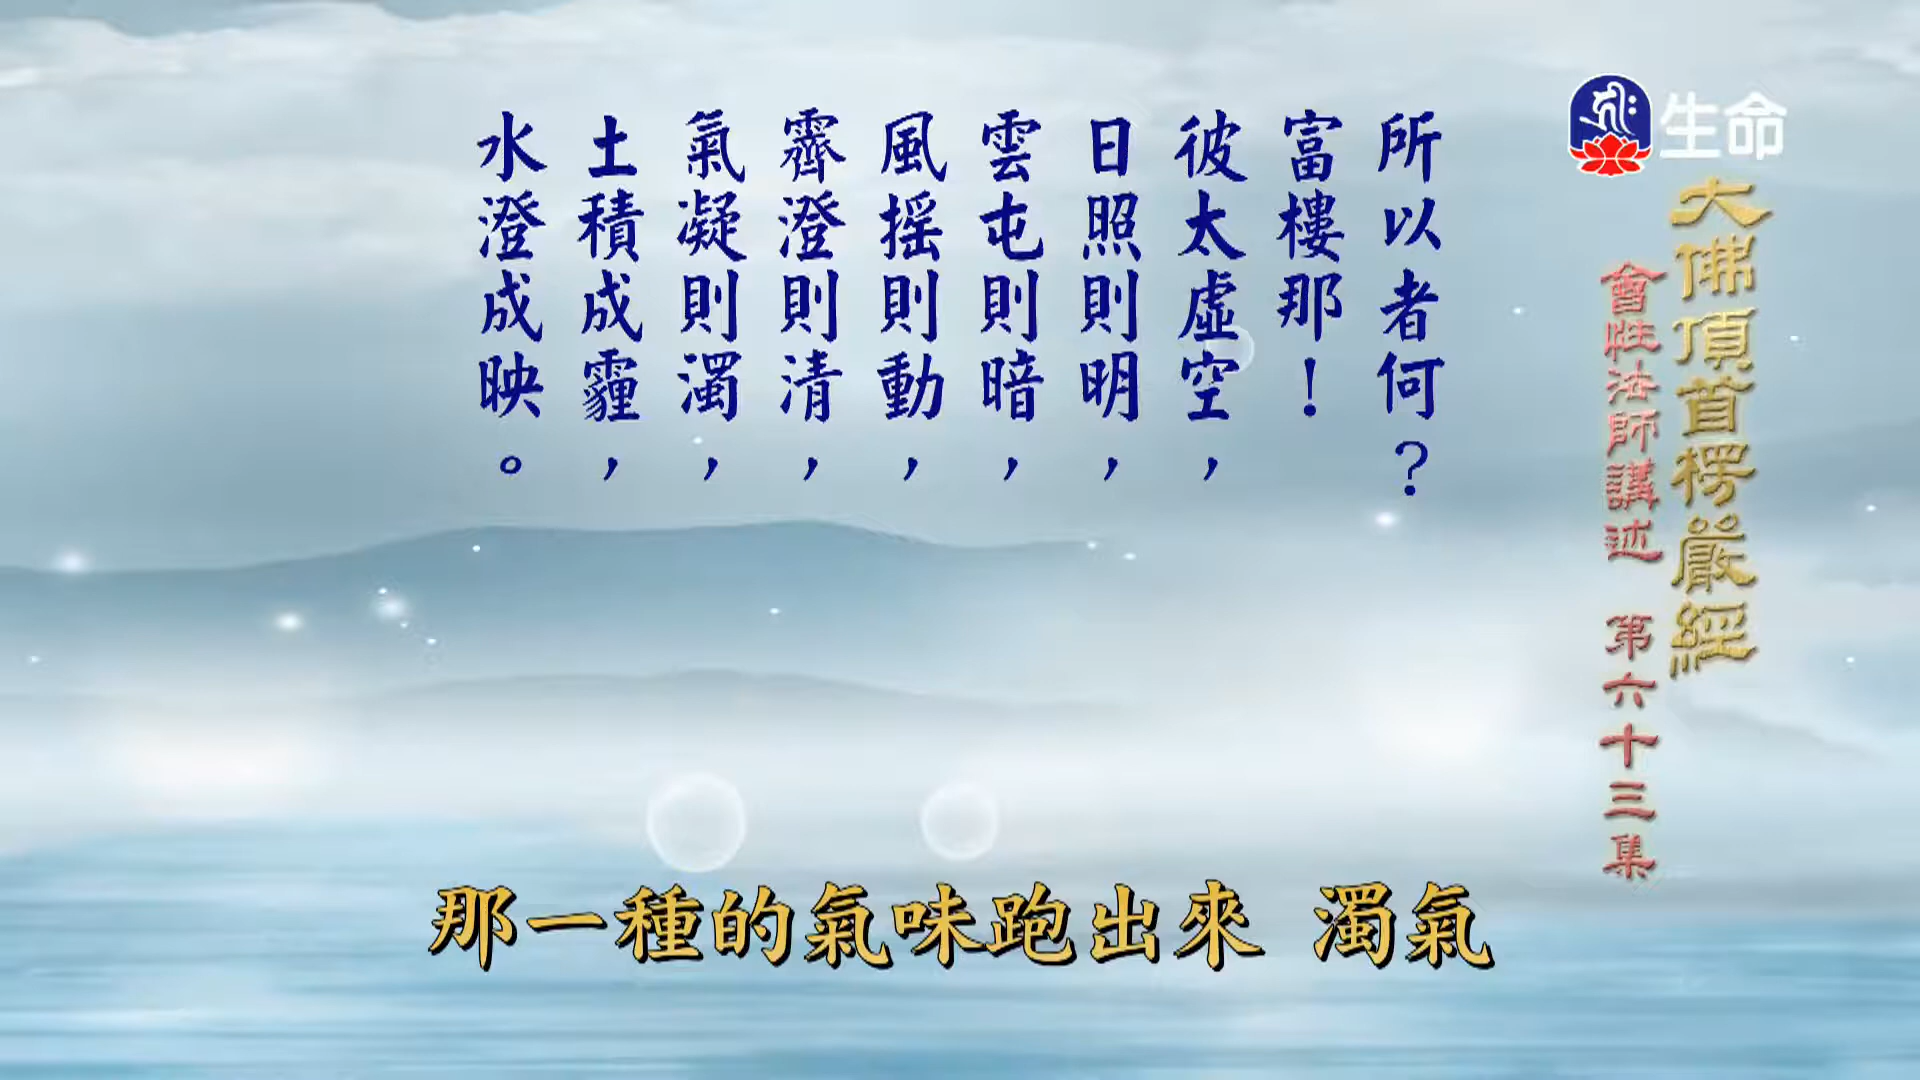 生命
大佛頂首楞嚴經
會性法師講述 第六十三集
所以者何？
富樓那！
彼太虛空，
日照則明，
雲屯則暗，
風搖則動，
霽澄則清，
氣凝則濁，
土積成霾，
水澄成映。
那一種的氣味跑出來 濁氣